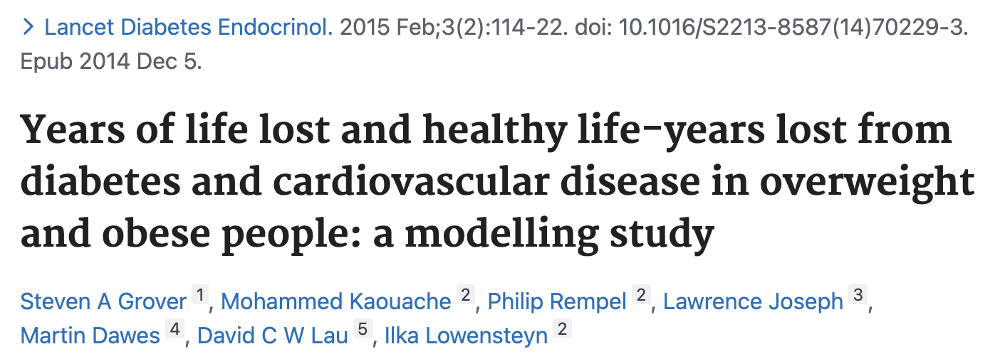 > Lancet Diabetes Endocrinol. 2015 Feb;3(2):114-22. doi: 10.1016/S2213-8587(14)70229-3.
Epub 2014 Dec 5.
Years of life lost and healthy life-years lost from
diabetes and cardiovascular disease in overweight
and obese people: a modelling study
Steven A Grover 1, Mohammed Kaouache 2, Philip Rempel 2, Lawrence Joseph 3,
Martin Dawes 4, David C W Lau 5, Ilka Lowensteyn 2